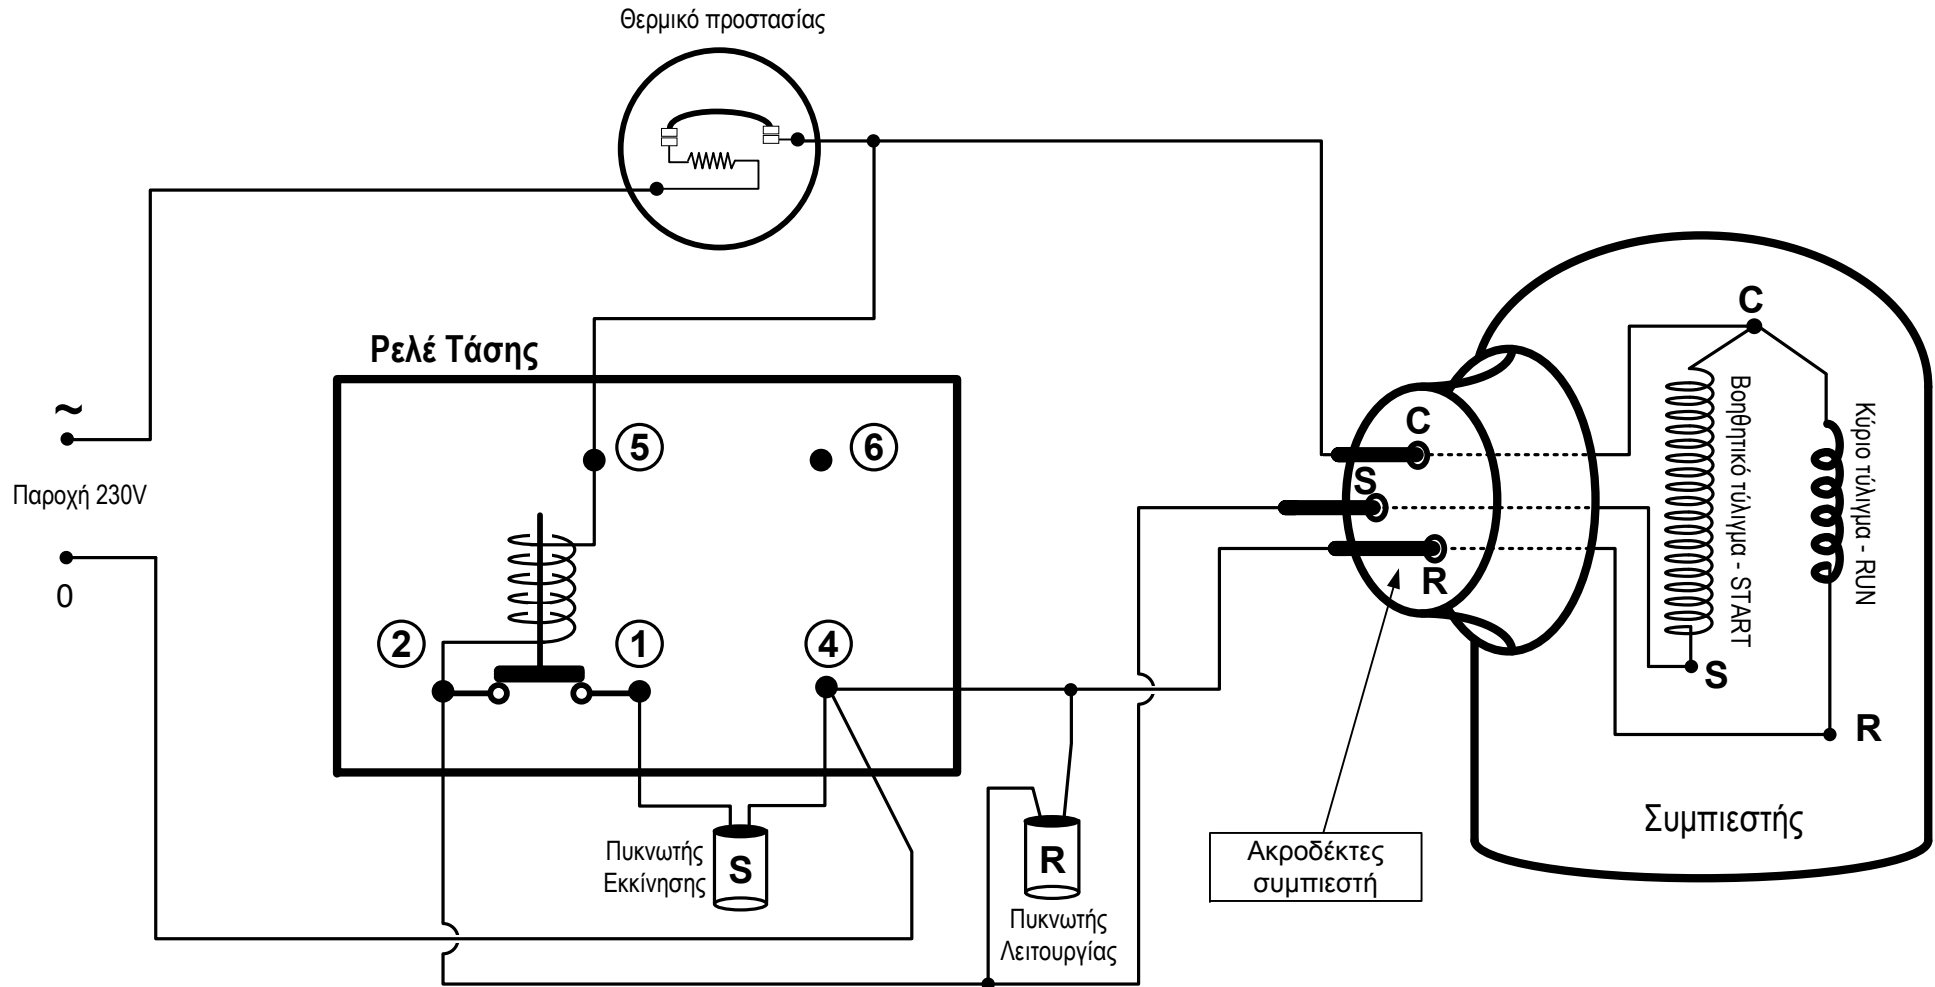 Θερμικό προστασίας
Ρελέ Τάσης
~
Παροχή 230V
0
5
6
2
1
4
Πυκνωτής
Εκκίνησης
S
R
Πυκνωτής
Λειτουργίας
C
S
R
Ακροδέκτες
συμπιεστή
C
Βοηθητικό τύλιγμα - START
Κύριο τύλιγμα - RUN
S
R
Συμπιεστής